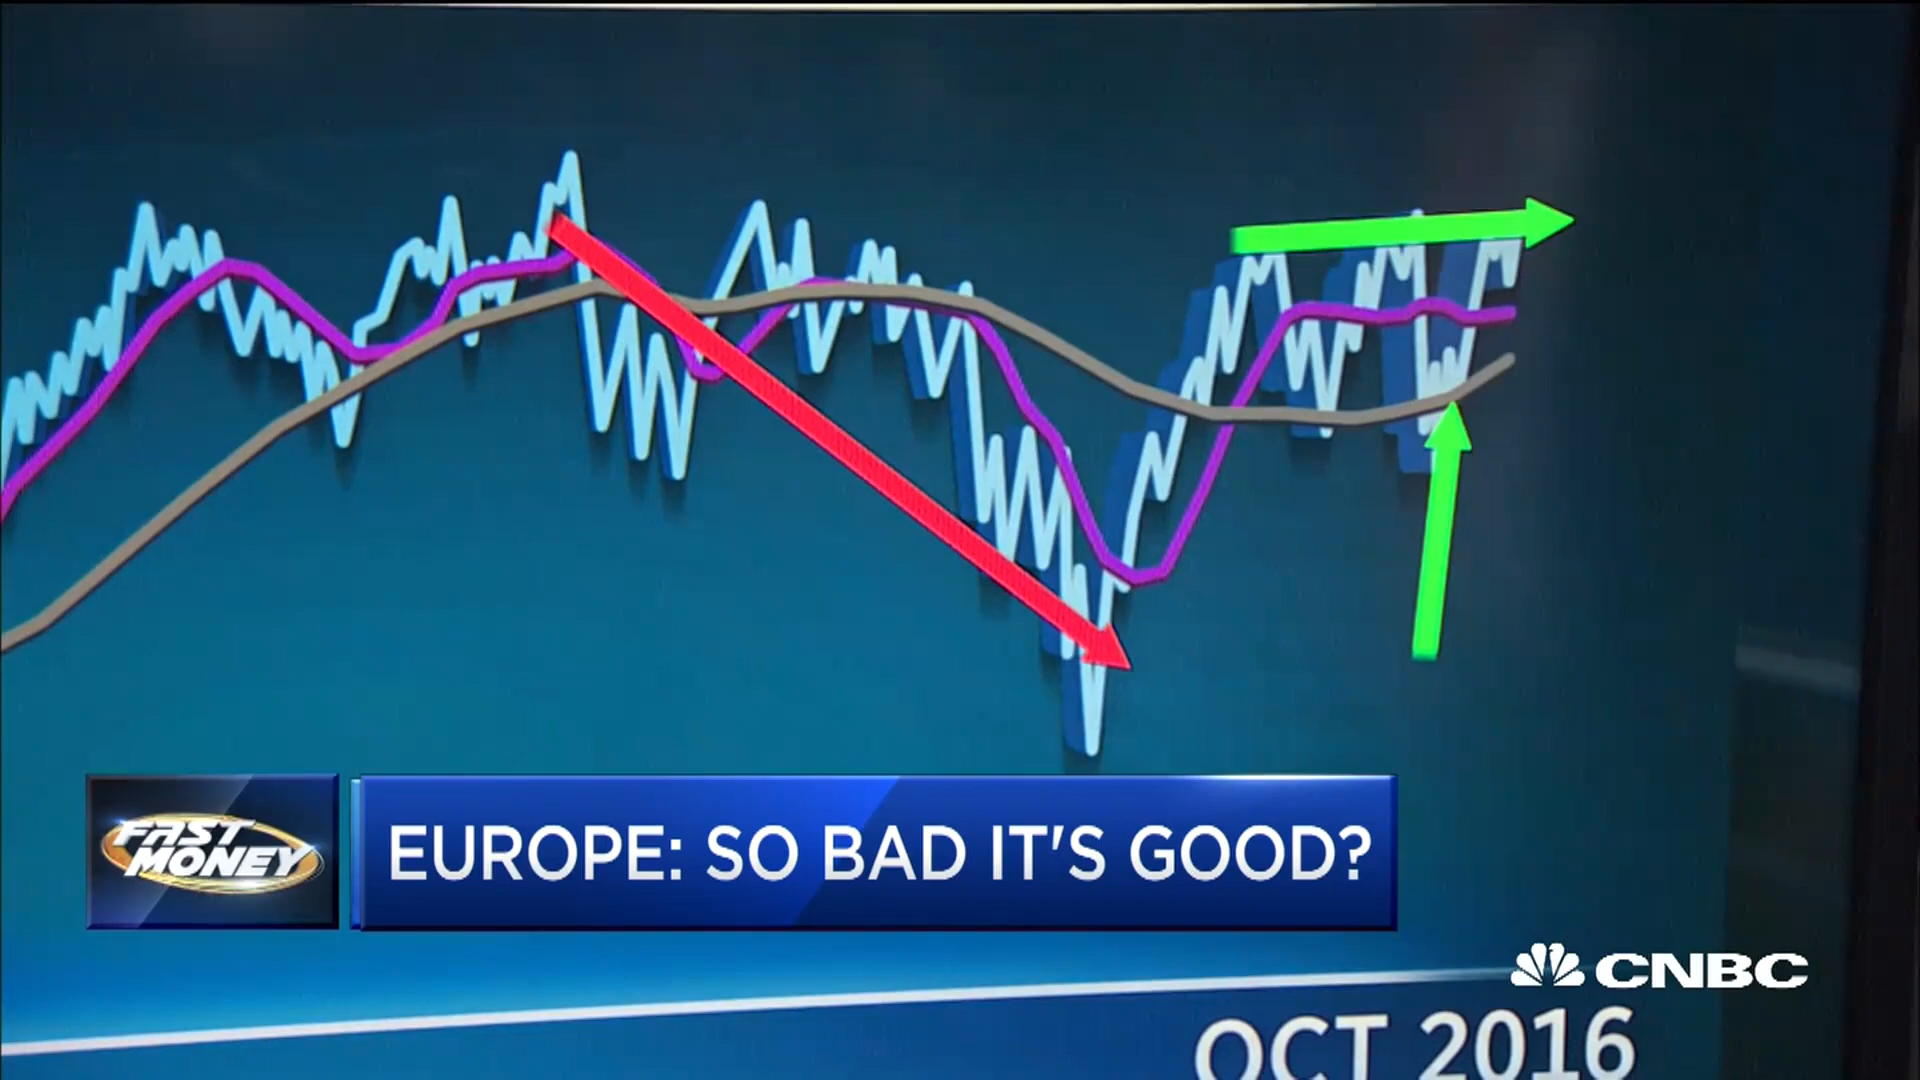 FAST
MONEY
EUROPE: SO BAD IT'S GOOD?
CNBC
OCT 2016